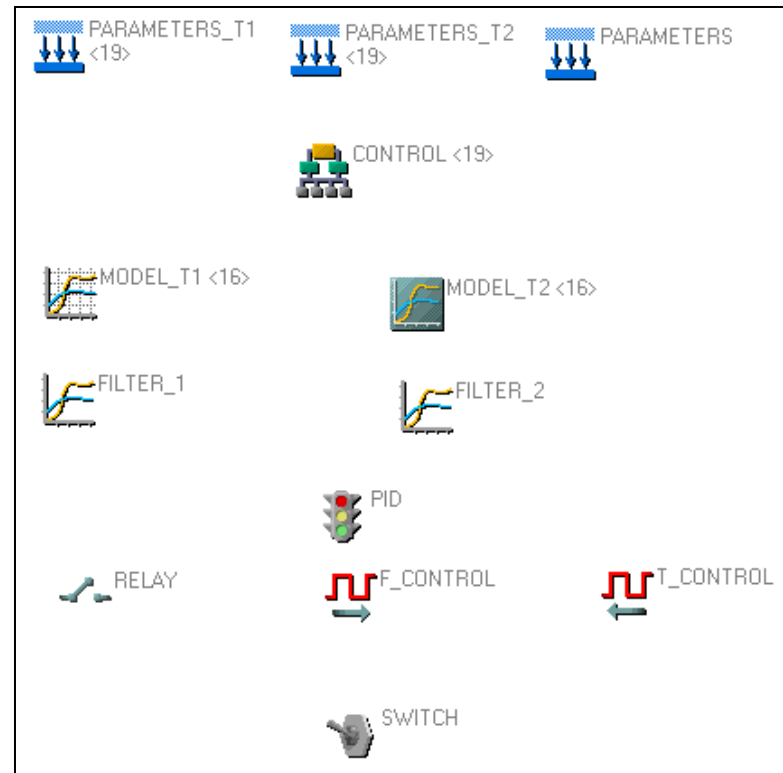 PARAMETERS_T1
<19>
PARAMETERS_T2
<19>
PARAMETERS
CONTROL <19>
MODEL_T1 <16>
MODEL_T2 <16>
FILTER_1
FILTER_2
PID
RELAY
F_CONTROL
T_CONTROL
SWITCH